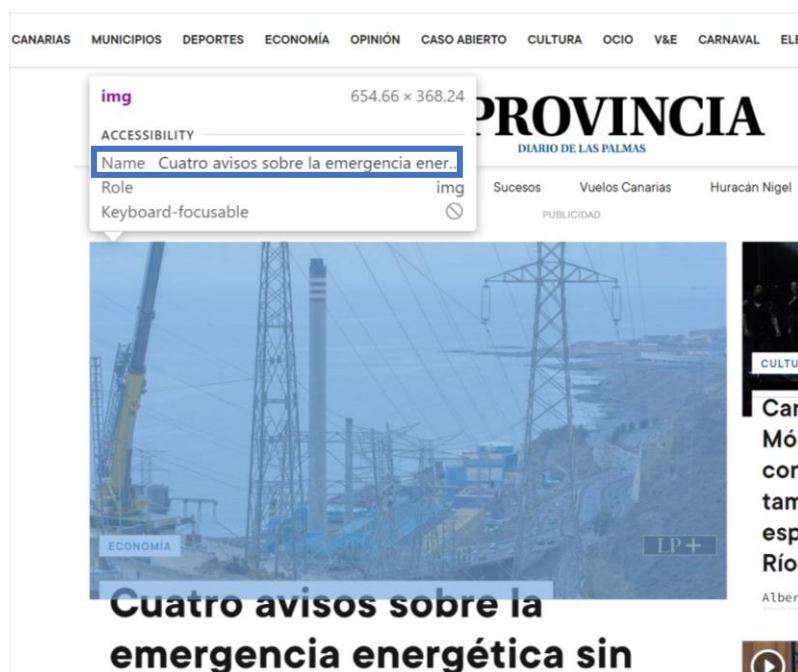 CANARIAS MUNICIPIOS DEPORTES ECONOMÍA OPINIÓN CASO ABIERTO CULTURA OCIO V&E CARNAVAL ELE
img 654.66 × 368.24
ACCESSIBILITY
Name Cuatro avisos sobre la emergencia ener..
Role img
Keyboard-focusable
PROVINCIA
DIARIO DE LAS PALMAS
Sucesos Vuelos Canarias Huracán Nigel
PUBLICIDAD
ECONOMÍA
LP+
Cuatro avisos sobre la
emergencia energética sin
CULTU
Car
Mó
con
tam
esp
Río
Alber